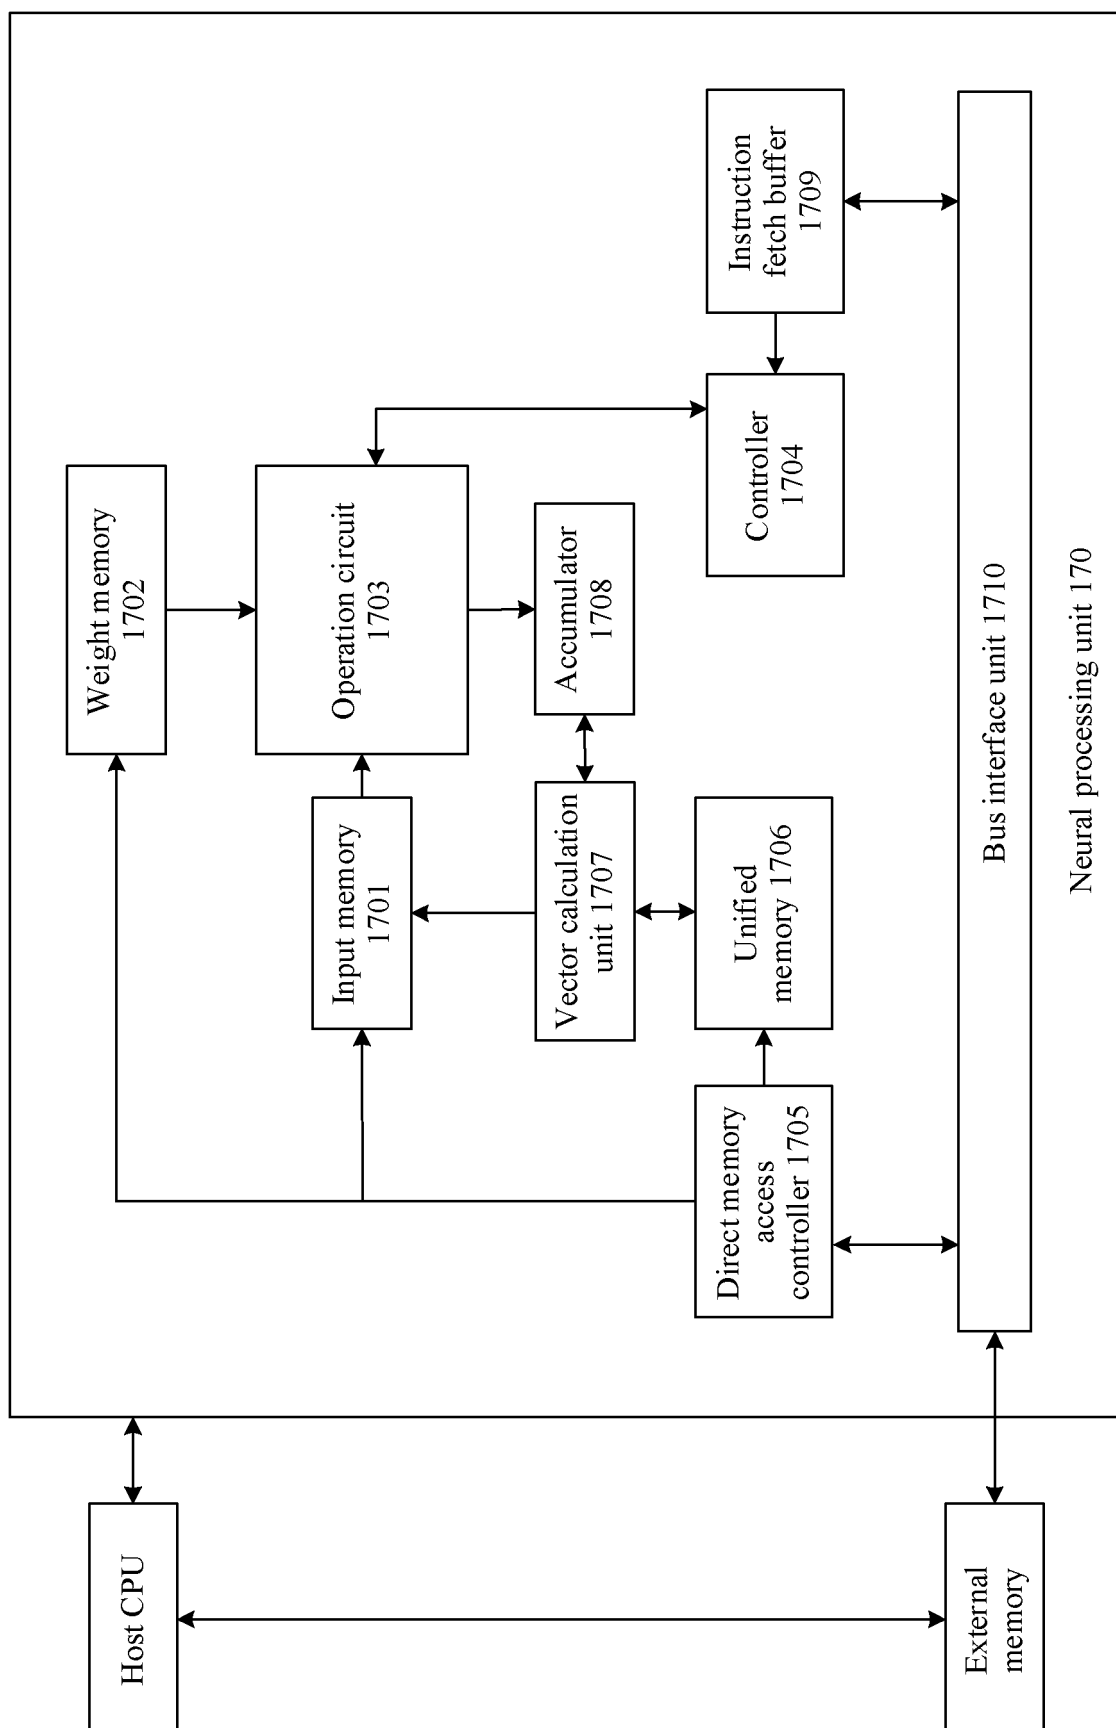 Host CPU
External
memory
Weight memory
1702
Operation circuit
1703
Input memory
1701
Accumulator
1708
Vector calculation
unit 1707
Unified
memory 1706
Direct memory
access
controller 1705
Controller
1704
Instruction
fetch buffer
1709
Bus interface unit 1710
Neural processing unit 170